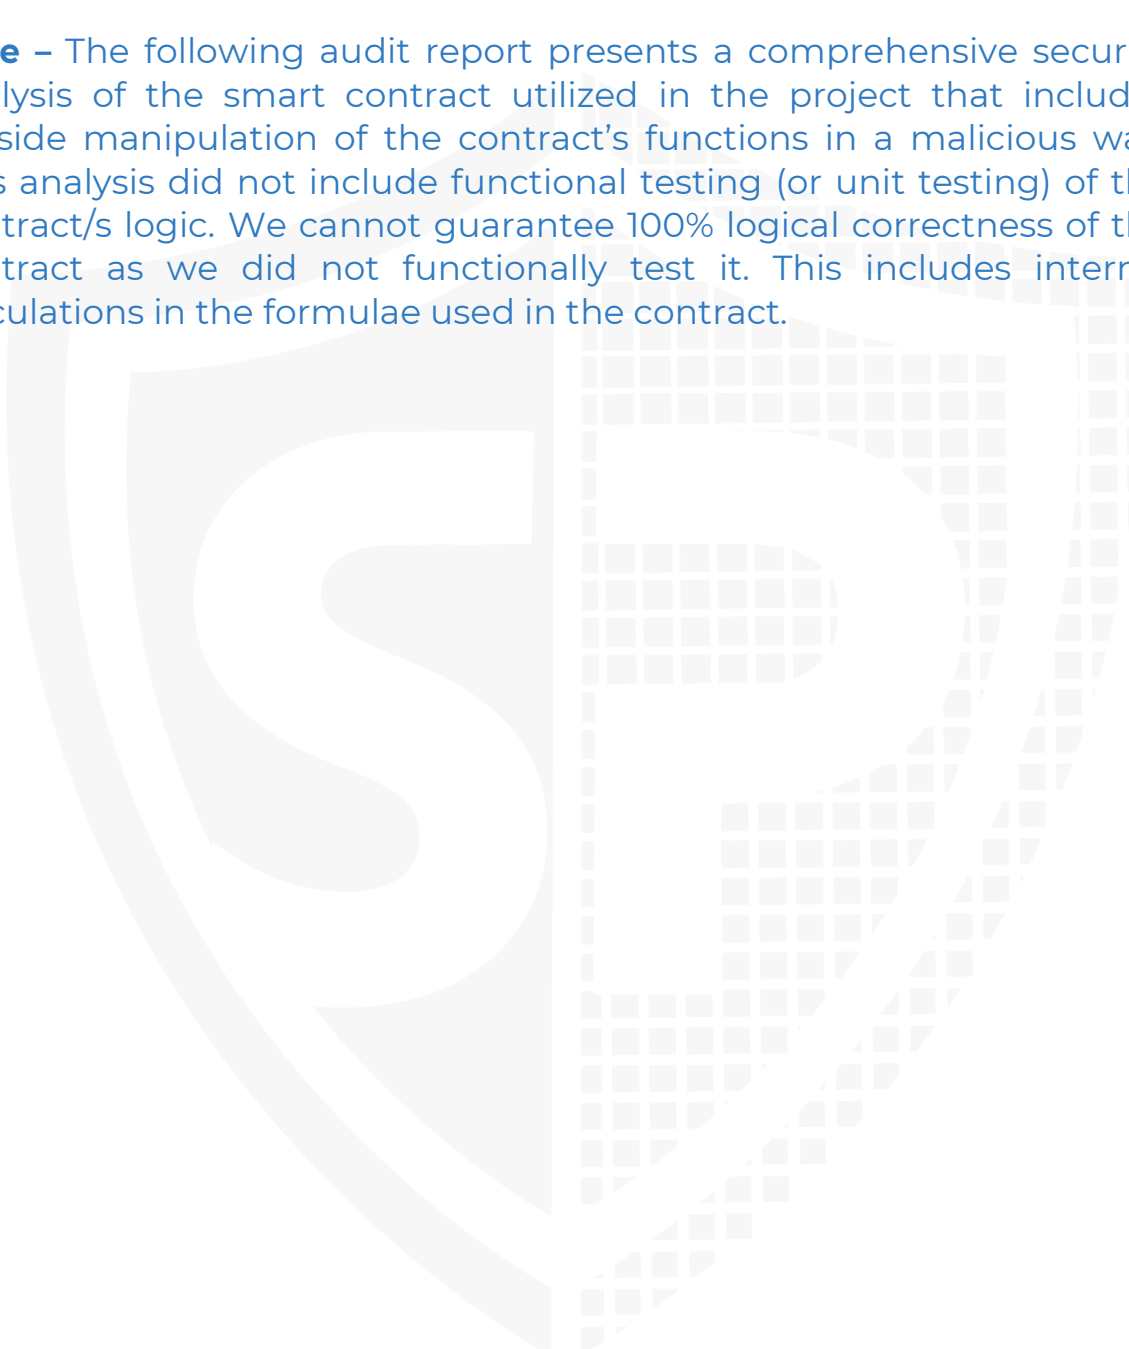 e – The following audit report presents a comprehensive secur
lysis of the smart contract utilized in the project that includ
side manipulation of the contract’s functions in a malicious wa
s analysis did not include functional testing (or unit testing) of th
tract/s logic. We cannot guarantee 100% logical correctness of th
tract as we did not functionally test it. This includes intern
culations in the formulae used in the contract.
SP